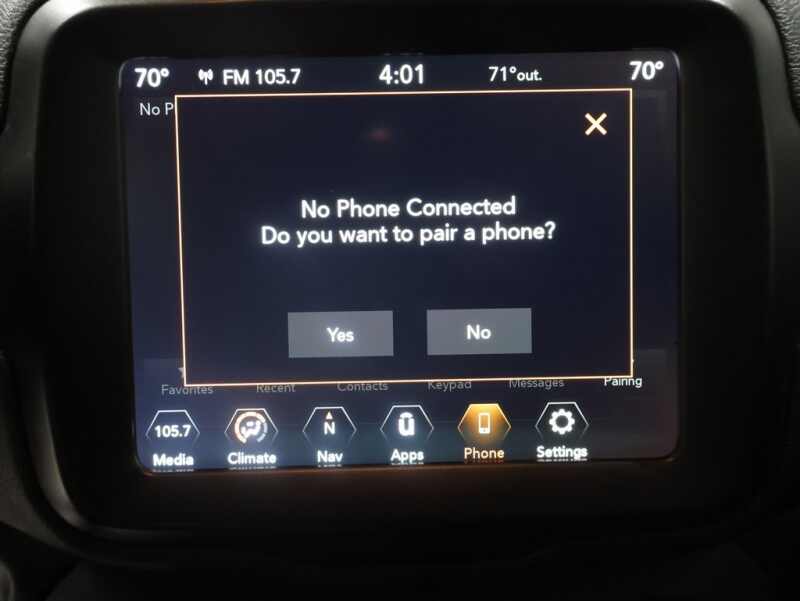 70° FM 105.7 4:01 71°out. 70°
No P
No Phone Connected
Do you want to pair a phone?
Yes No
Favorites Recent Contacts Keypad Messages Pairing
105.7 N
Media Climate Nav Apps Phone Settings